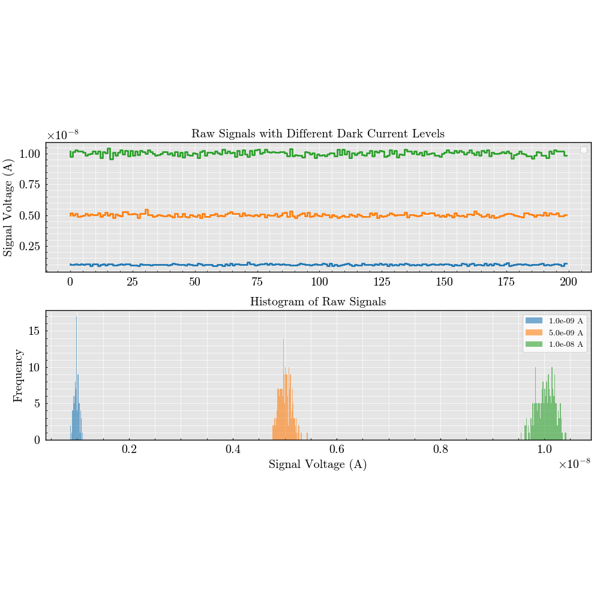 Raw Signals with Different Dark Current Levels
×10⁻⁸
1.00
0.75
0.50
0.25
Signal Voltage (A)
0 25 50 75 100 125 150 175 200
Histogram of Raw Signals
1.0e-09 A
5.0e-09 A
1.0e-08 A
15
10
5
0
Frequency
0.2 0.4 0.6 0.8 1.0
Signal Voltage (A)
×10⁻⁸